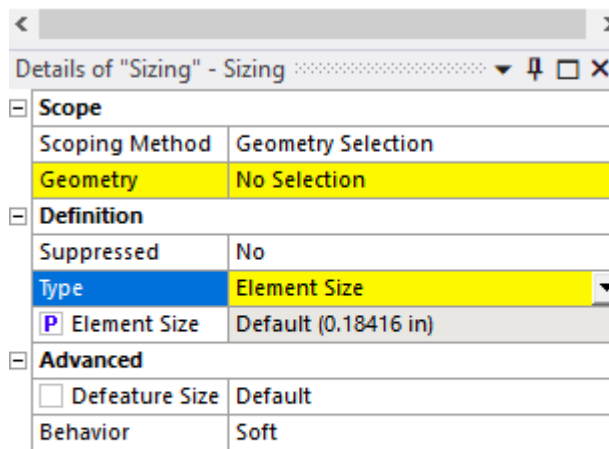 Details of "Sizing" - Sizing
Scope
Scoping Method Geometry Selection
Geometry No Selection
Definition
Suppressed No
Type Element Size
P Element Size Default (0.18416 in)
Advanced
Defeature Size Default
Behavior Soft